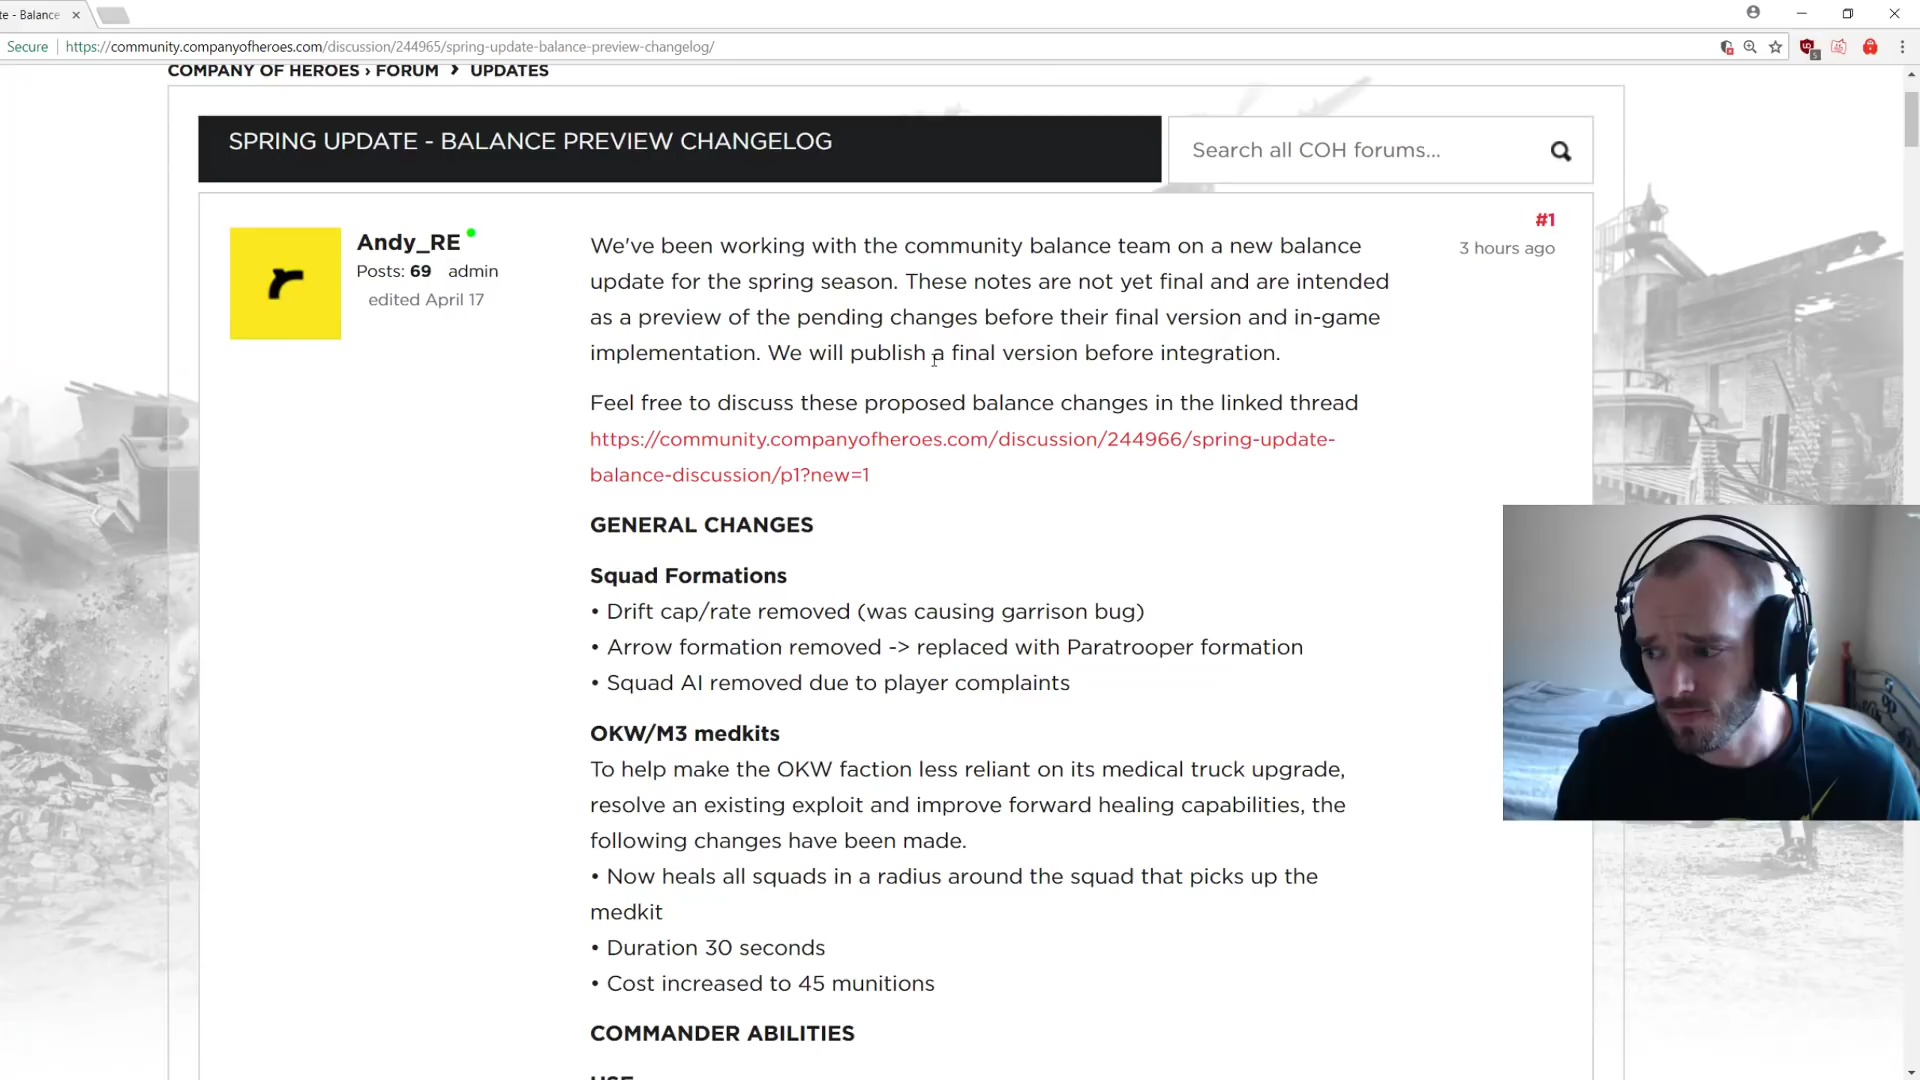 te - Balance
Secure | https://community.companyofheroes.com/discussion/244965/spring-update-balance-preview-changelog/
COMPANY OF HEROES › FORUM > UPDATES
SPRING UPDATE - BALANCE PREVIEW CHANGELOG
Search all COH forums...
#1
3 hours ago
Andy_RE
Posts: 69 admin
edited April 17
We've been working with the community balance team on a new balance
update for the spring season. These notes are not yet final and are intended
as a preview of the pending changes before their final version and in-game
implementation. We will publish a final version before integration.
Feel free to discuss these proposed balance changes in the linked thread
https://community.companyofheroes.com/discussion/244966/spring-update-
balance-discussion/p1?new=1
GENERAL CHANGES
Squad Formations
• Drift cap/rate removed (was causing garrison bug)
• Arrow formation removed -> replaced with Paratrooper formation
• Squad AI removed due to player complaints
OKW/M3 medkits
To help make the OKW faction less reliant on its medical truck upgrade,
resolve an existing exploit and improve forward healing capabilities, the
following changes have been made.
• Now heals all squads in a radius around the squad that picks up the
medkit
• Duration 30 seconds
• Cost increased to 45 munitions
COMMANDER ABILITIES